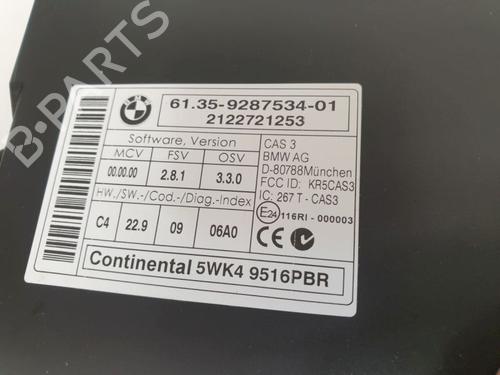 B-PARTS
BMW
61.35-9287534-01
2122721253
Software, Version
MCV FSV OSV
00.00.00 2.8.1 3.3.0
HW./SW.-/Cod.-/Diag.-Index
C4 22.9 09 06A0
CAS 3
BMW AG
D-80788München
FCC ID: KR5CAS3
IC: 267 T - CAS3
E24 116RI - 000003
CE
Continental 5WK4 9516PBR